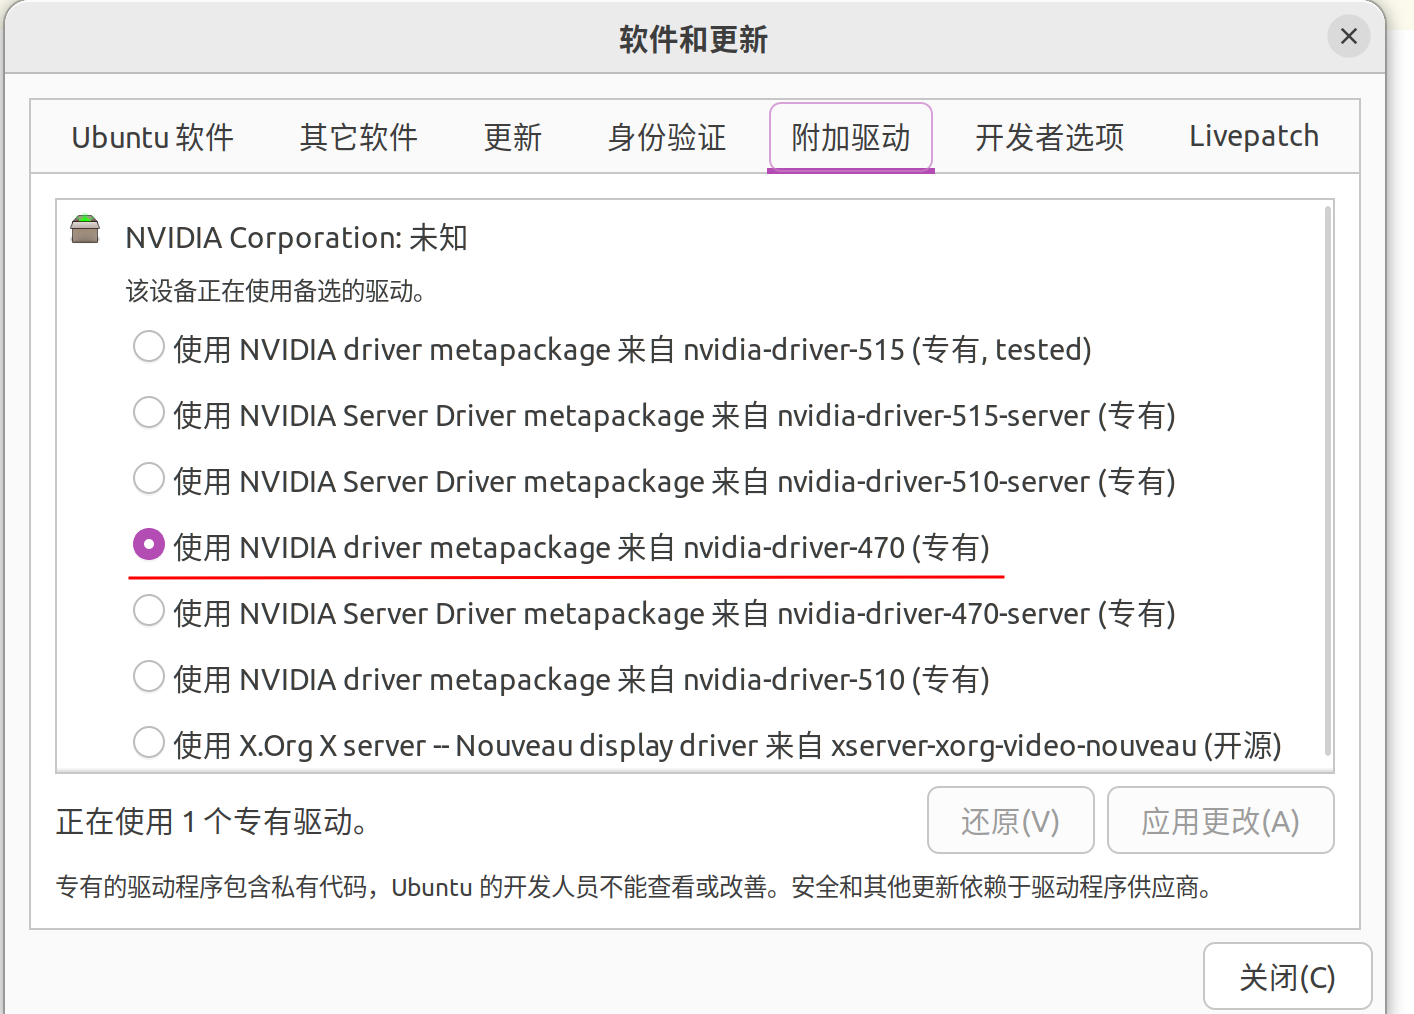 软件和更新
Ubuntu 软件 其它软件 更新 身份验证 附加驱动 开发者选项 Livepatch
NVIDIA Corporation: 未知
该设备正在使用备选的驱动。
使用 NVIDIA driver metapackage 来自 nvidia-driver-515 (专有, tested)
使用 NVIDIA Server Driver metapackage 来自 nvidia-driver-515-server (专有)
使用 NVIDIA Server Driver metapackage 来自 nvidia-driver-510-server (专有)
使用 NVIDIA driver metapackage 来自 nvidia-driver-470 (专有)
使用 NVIDIA Server Driver metapackage 来自 nvidia-driver-470-server (专有)
使用 NVIDIA driver metapackage 来自 nvidia-driver-510 (专有)
使用 X.Org X server -- Nouveau display driver 来自 xserver-xorg-video-nouveau (开源)
正在使用 1 个专有驱动。 还原(V) 应用更改(A)
专有的驱动程序包含私有代码，Ubuntu 的开发人员不能查看或改善。安全和其他更新依赖于驱动程序供应商。
关闭(C)